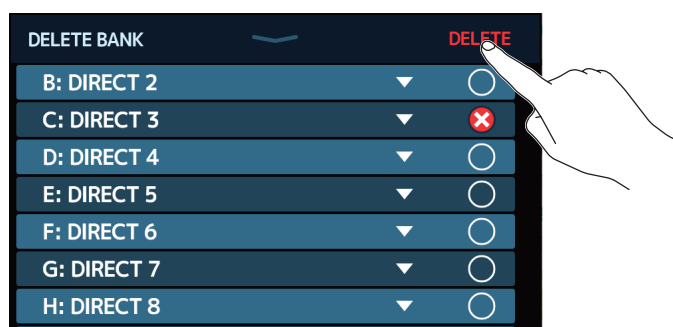 DELETE BANK DELETE
B: DIRECT 2
C: DIRECT 3
D: DIRECT 4
E: DIRECT 5
F: DIRECT 6
G: DIRECT 7
H: DIRECT 8